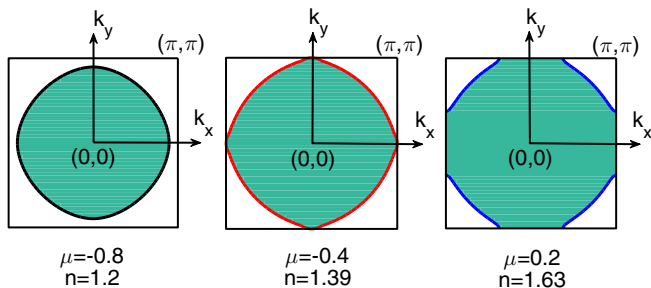 k_y
(π,π)
k_x
(0,0)
μ=-0.8
n=1.2
k_y
(π,π)
k_x
(0,0)
μ=-0.4
n=1.39
k_y
(π,π)
k_x
(0,0)
μ=0.2
n=1.63